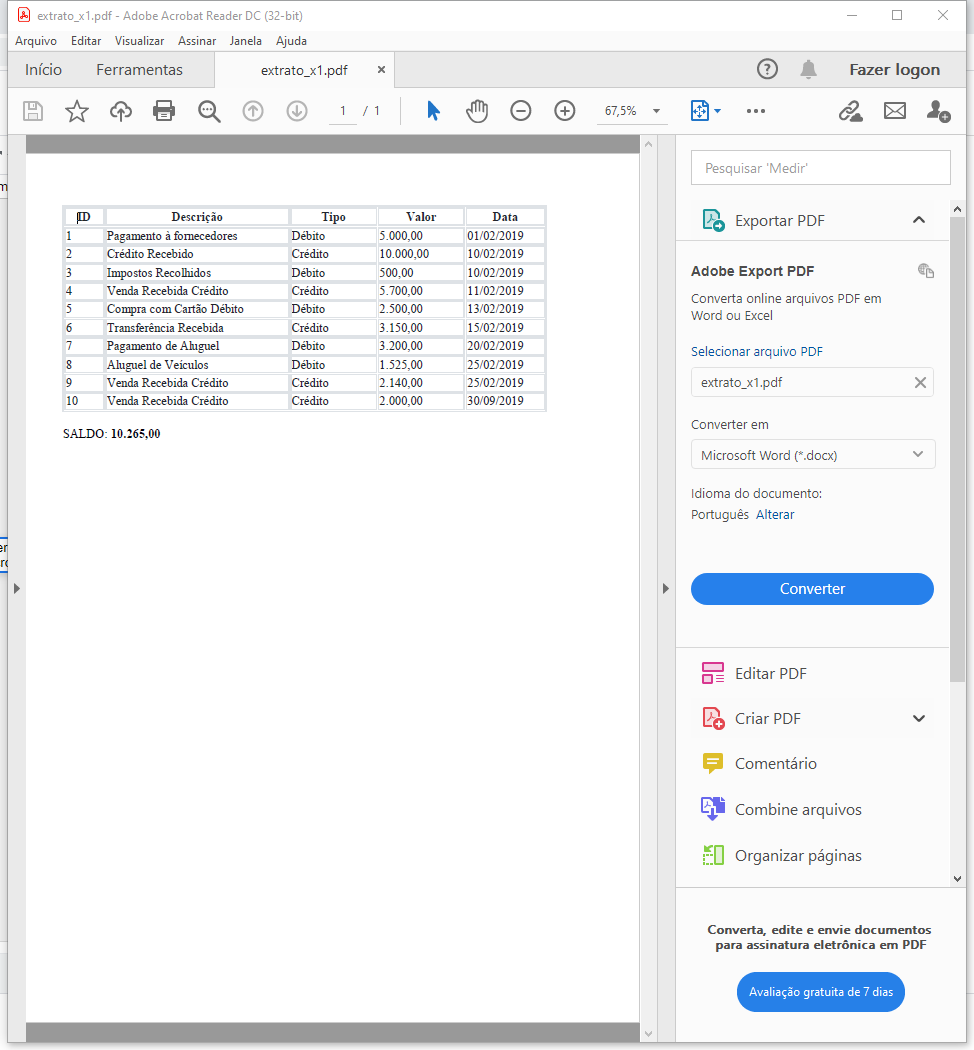 extrato_x1.pdf - Adobe Acrobat Reader DC (32-bit)
Arquivo Editar Visualizar Assinar Janela Ajuda
Início Ferramentas extrato_x1.pdf × ? Fazer logon
1 / 1 67,5%
Pesquisar 'Medir'
ID Descrição Tipo Valor Data
1 Pagamento à fornecedores Débito 5.000,00 01/02/2019
2 Crédito Recebido Crédito 10.000,00 10/02/2019
3 Impostos Recolhidos Débito 500,00 10/02/2019
4 Venda Recebida Crédito Crédito 5.700,00 11/02/2019
5 Compra com Cartão Débito Débito 2.500,00 13/02/2019
6 Transferência Recebida Crédito 3.150,00 15/02/2019
7 Pagamento de Aluguel Débito 3.200,00 20/02/2019
8 Aluguel de Veículos Débito 1.525,00 25/02/2019
9 Venda Recebida Crédito Crédito 2.140,00 25/02/2019
10 Venda Recebida Crédito Crédito 2.000,00 30/09/2019
SALDO: 10.265,00
Exportar PDF
Adobe Export PDF
Converta online arquivos PDF em
Word ou Excel
Selecionar arquivo PDF
extrato_x1.pdf
Converter em
Microsoft Word (*.docx)
Idioma do documento:
Português Alterar
Converter
Editar PDF
Criar PDF
Comentário
Combine arquivos
Organizar páginas
Converta, edite e envie documentos
para assinatura eletrônica em PDF
Avaliação gratuita de 7 dias